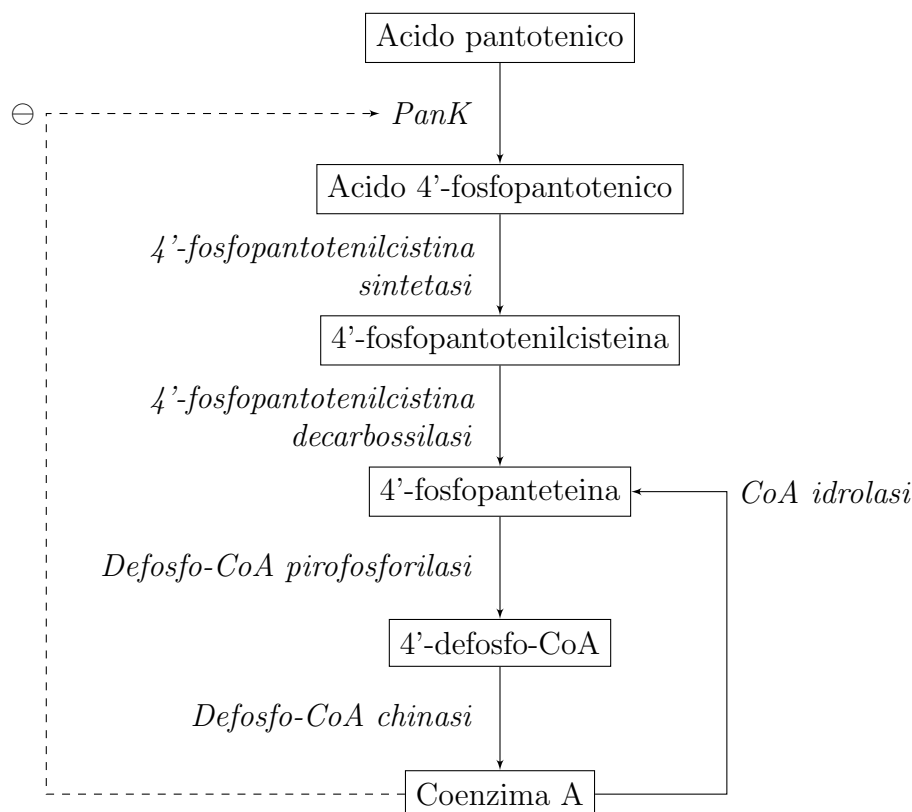 Acido pantotenico
⊖
PanK
Acido 4'-fosfopantotenico
4'-fosfopantotenilcistina
sintetasi
4'-fosfopantotenilcisteina
4'-fosfopantotenilcistina
decarbossilasi
4'-fosfopanteteina
CoA idrolasi
Defosfo-CoA pirofosforilasi
4'-defosfo-CoA
Defosfo-CoA chinasi
Coenzima A